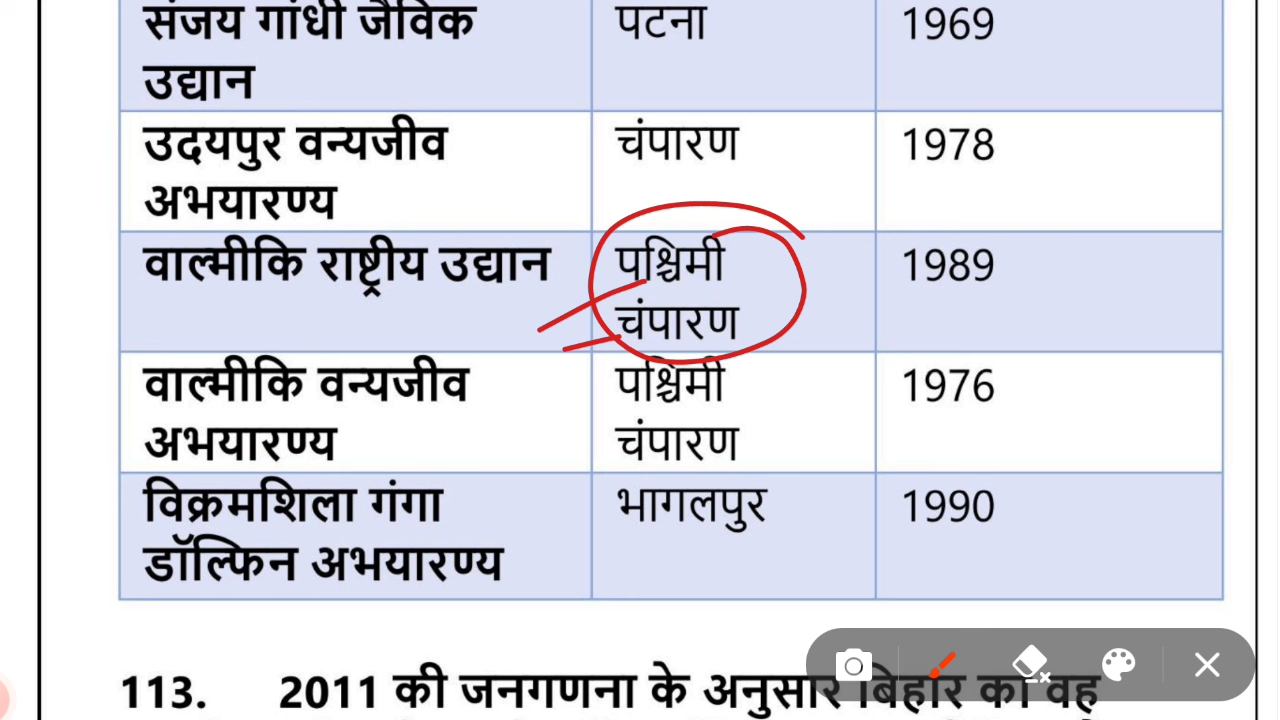 संजय गांधी जैविक
उद्यान
पटना
1969
उदयपुर वन्यजीव
अभयारण्य
चंपारण
1978
वाल्मीकि राष्ट्रीय उद्यान
पश्चिमी
चंपारण
1989
वाल्मीकि वन्यजीव
अभयारण्य
पश्चिमी
चंपारण
1976
विक्रमशिला गंगा
डॉल्फिन अभयारण्य
भागलपुर
1990
113. 2011 की जनगणना के अनुसार बिहार का वह